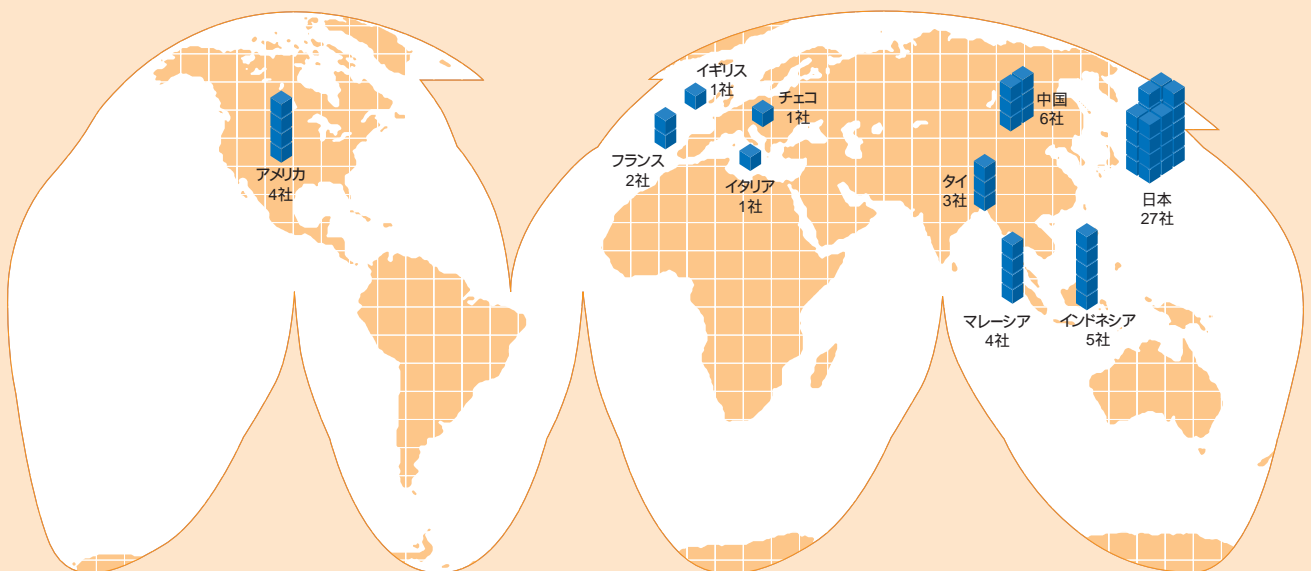 アメリカ
4社
イギリス
1社
フランス
2社
チェコ
1社
イタリア
1社
中国
6社
タイ
3社
日本
27社
マレーシア
4社
インドネシア
5社